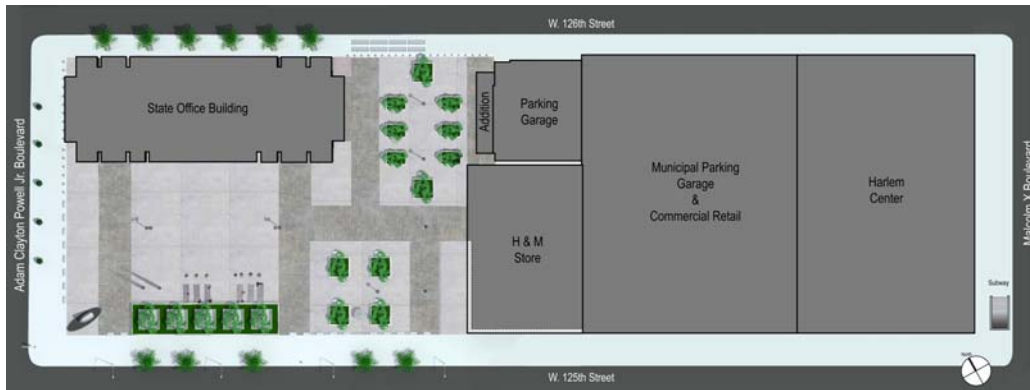 W. 126th Street
Adam Clayton Powell Jr. Boulevard
State Office Building
Addition
Parking
Garage
H & M
Store
Municipal Parking
Garage
&
Commercial Retail
Harlem
Center
Malcolm X Boulevard
Subway
North
W. 125th Street